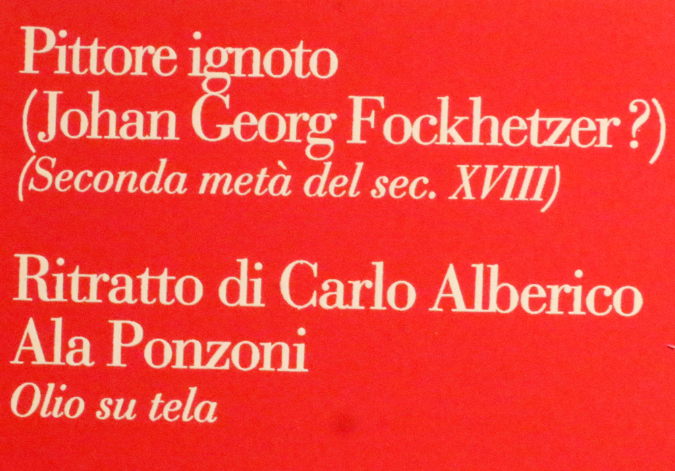 Pittore ignoto
(Johan Georg Fockhetzer?)
(Seconda metà del sec. XVIII)
Ritratto di Carlo Alberico
Ala Ponzoni
Olio su tela